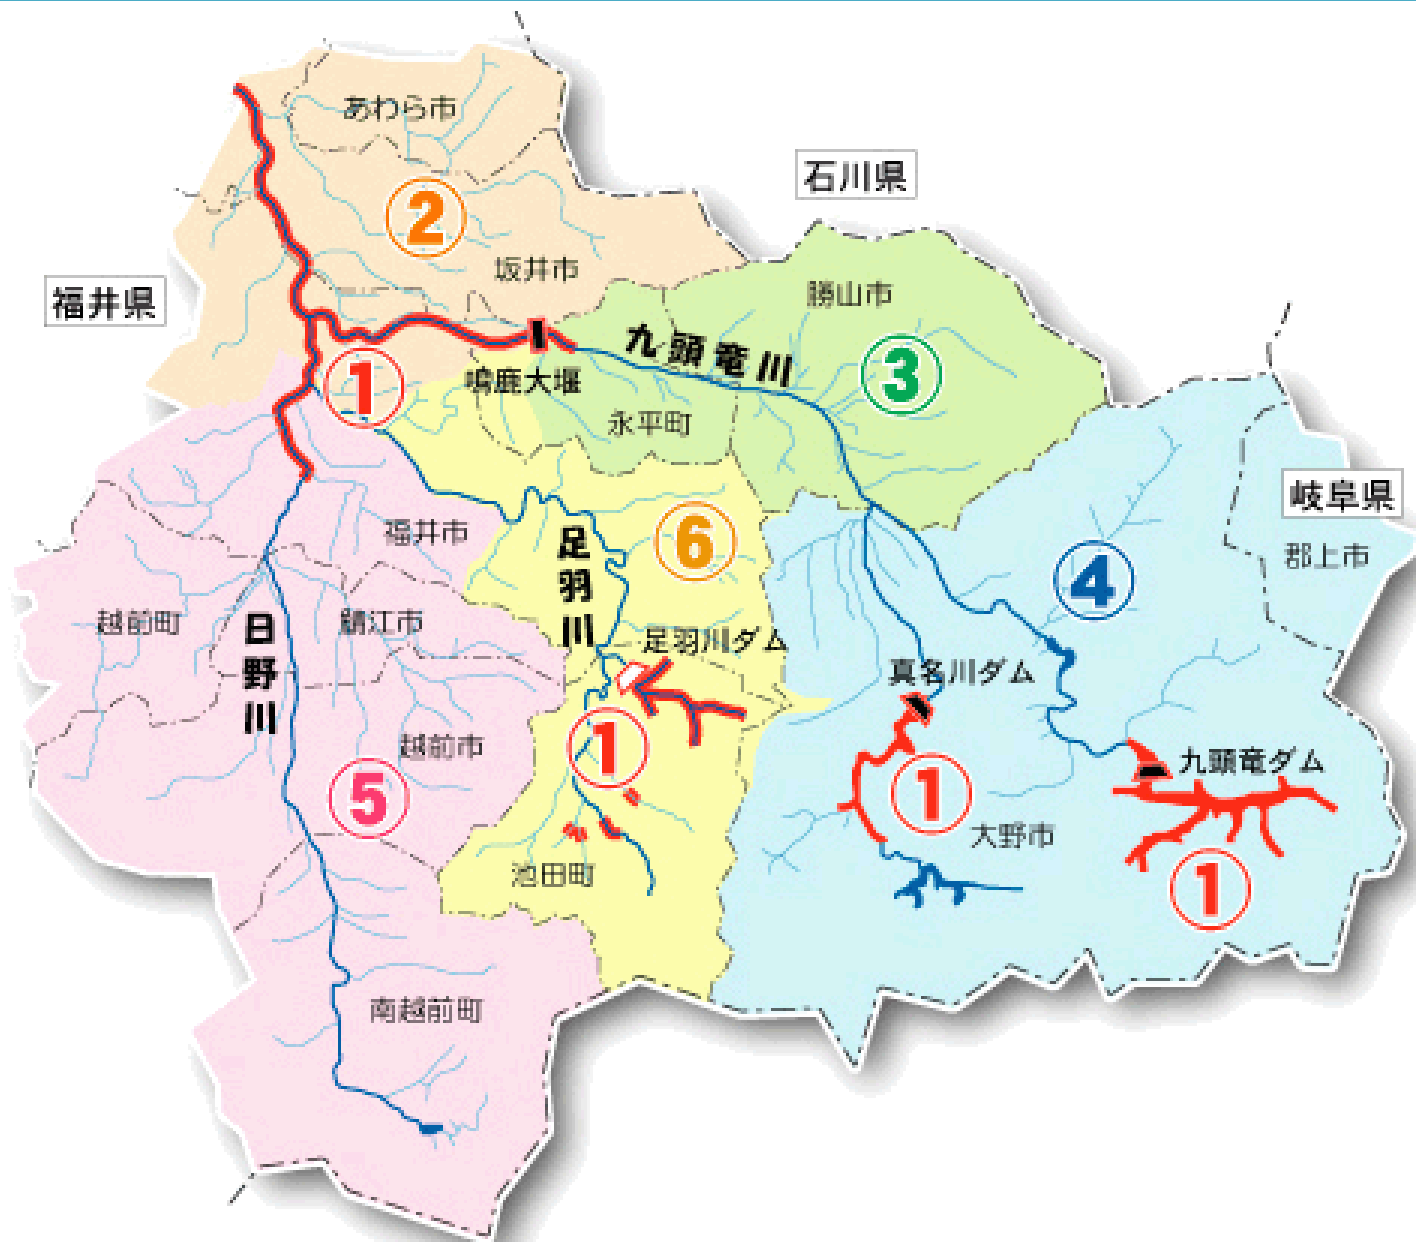 あわら市
石川県
②
坂井市
福井県
勝山市
九頭竜川
①
鳴鹿大堰
③
永平町
岐阜県
福井市
足羽川
⑥
郡上市
④
越前町
日野川
鯖江市
足羽川ダム
真名川ダム
①
越前市
⑤
①
九頭竜ダム
大野市
池田町
①
南越前町